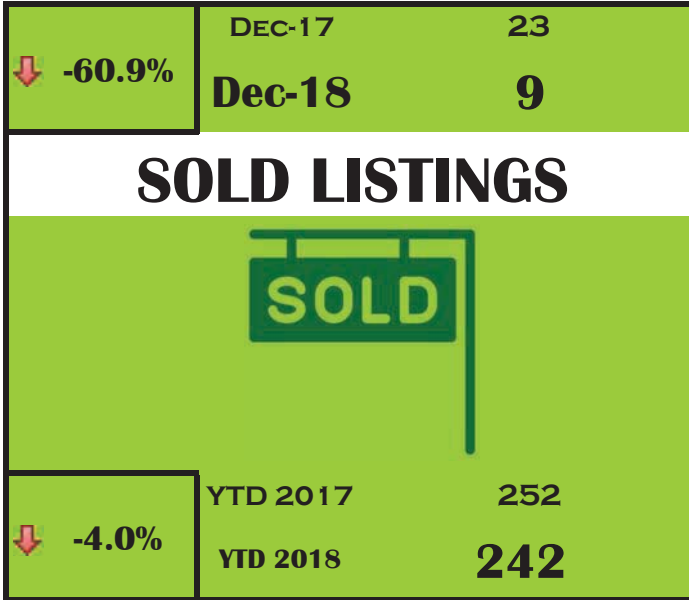 DEC-17 23
-60.9%
Dec-18 9
SOLD LISTINGS
SOLD
YTD 2017 252
-4.0%
YTD 2018 242